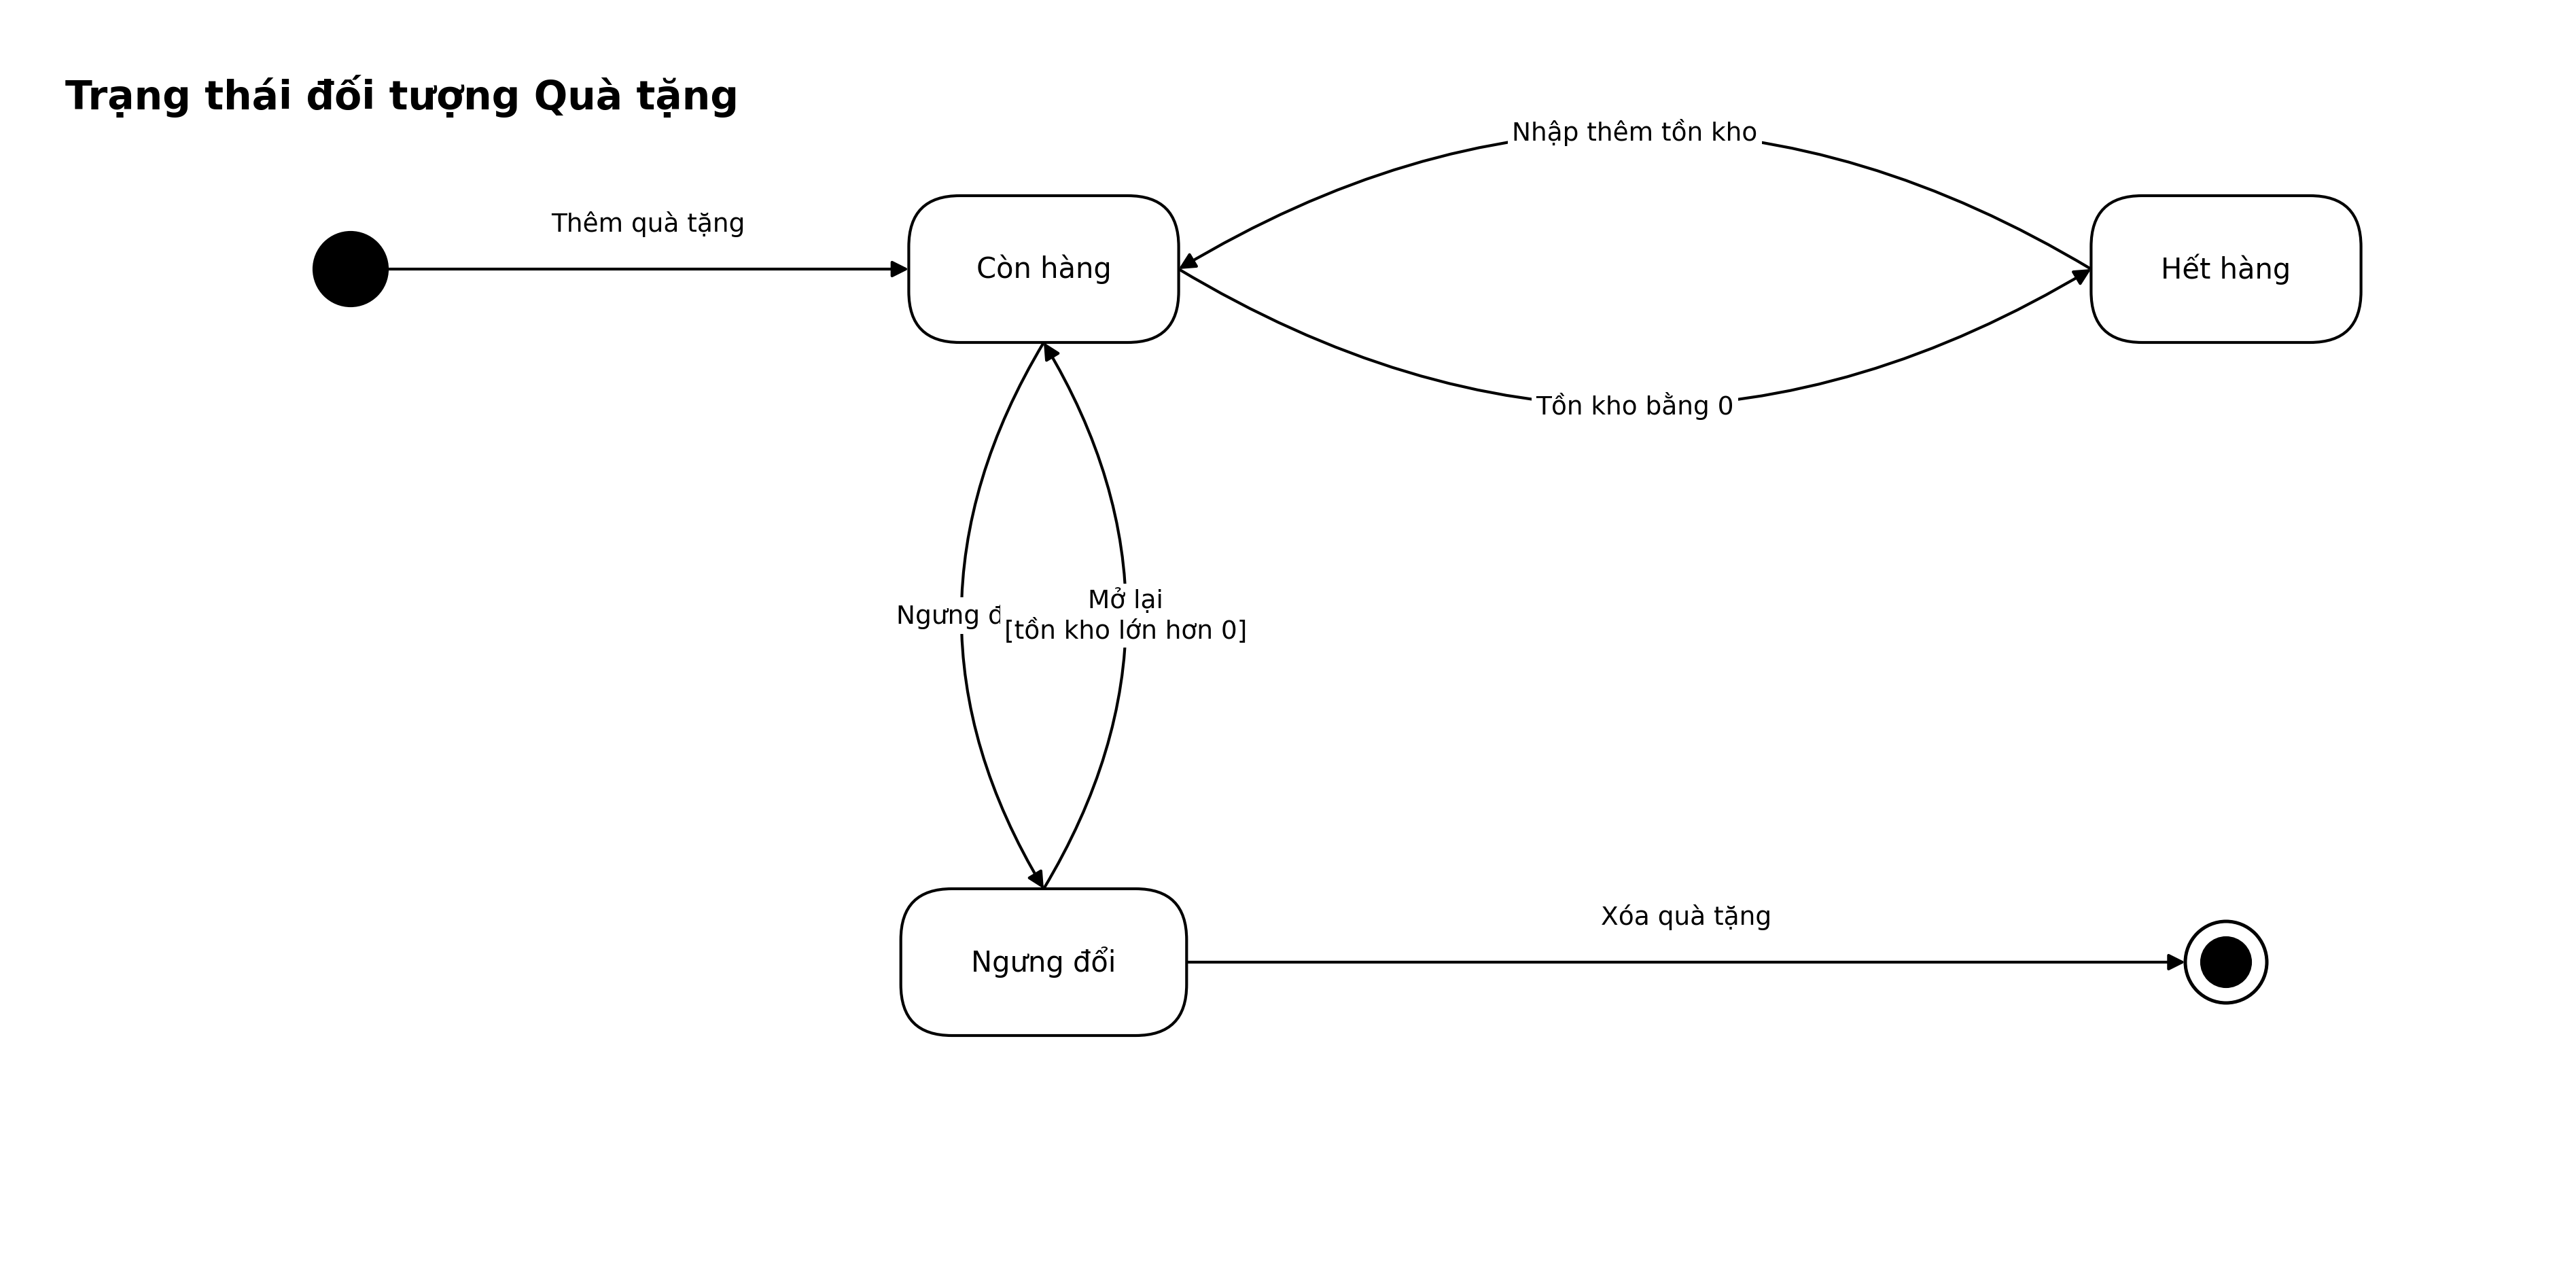 Trạng thái đối tượng Quà tặng
Nhập thêm tồn kho
Thêm quà tặng
Còn hàng
Hết hàng
Tồn kho bằng 0
Ngưng
Mở lại
[tồn kho lớn hơn 0]
Xóa quà tặng
Ngưng đổi